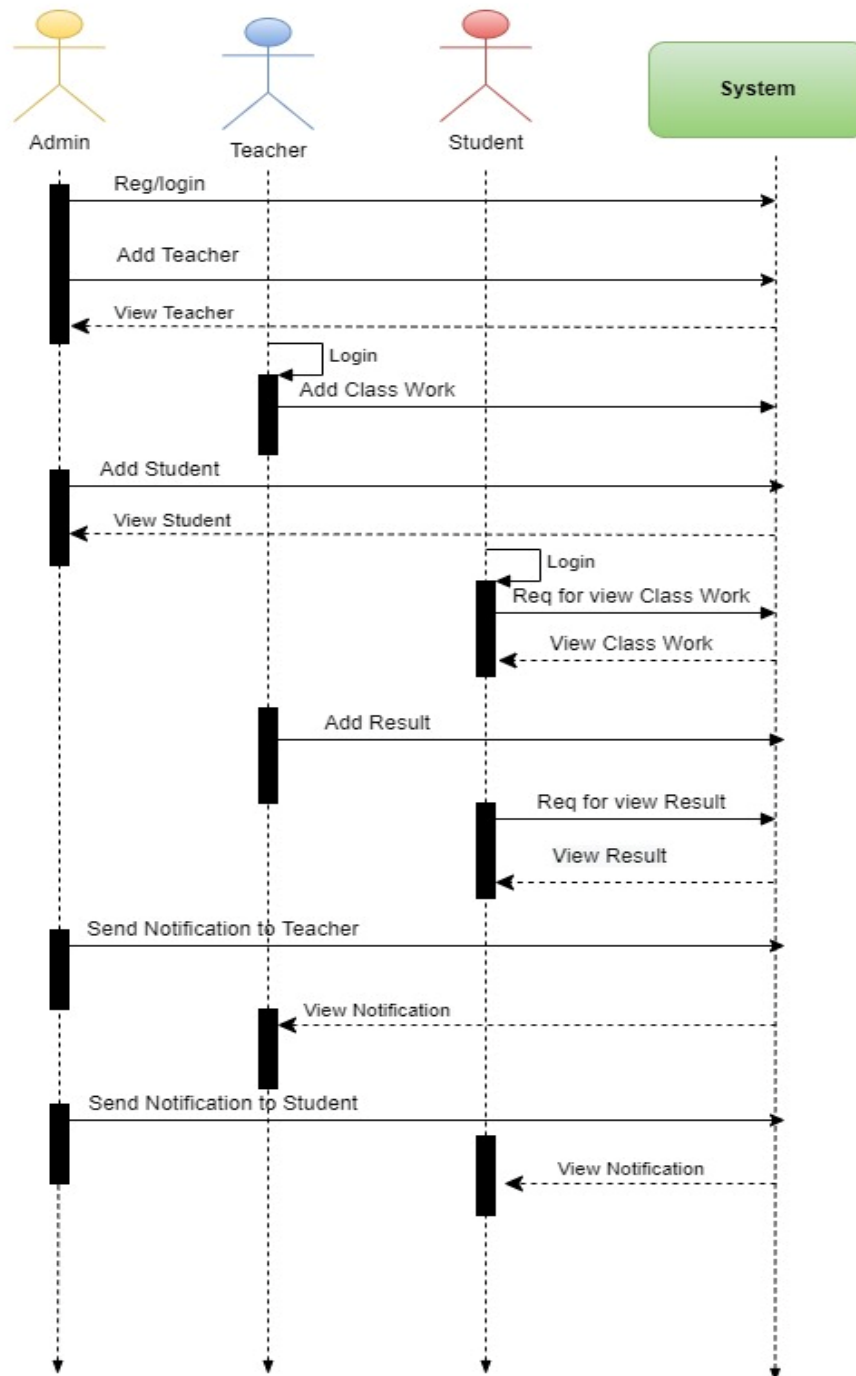 Admin
Teacher
Student
System
Reg/login
Add Teacher
View Teacher
Login
Add Class Work
Add Student
View Student
Login
Req for view Class Work
View Class Work
Add Result
Req for view Result
View Result
Send Notification to Teacher
View Notification
Send Notification to Student
View Notification